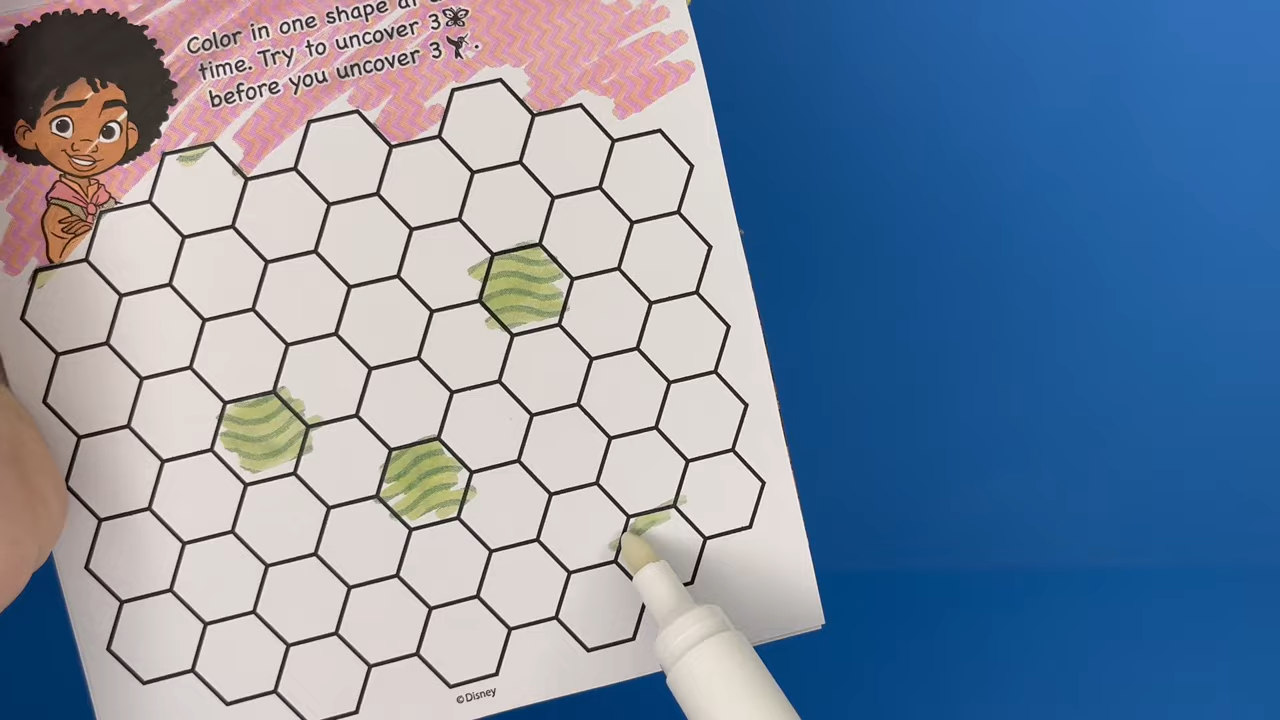 Color in one shape at a
time. Try to uncover 3
before you uncover 3 .
©Disney